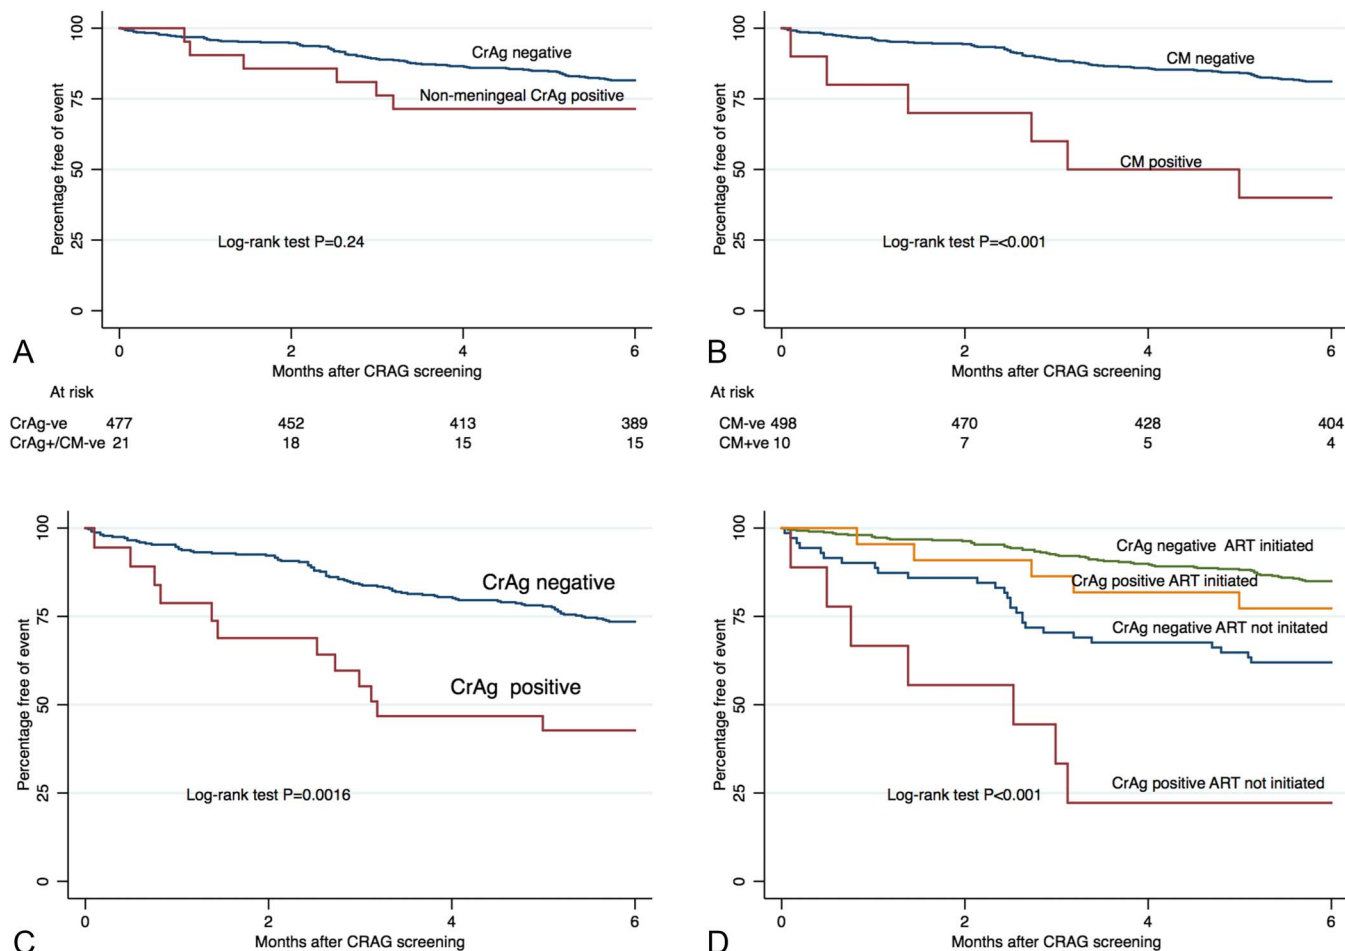 Percentage free of event
100
75
50
25
0
CrAg negative
Non-meningeal CrAg positive
Log-rank test P=0.24
0 2 4 6
Months after CRAG screening
A
At risk
CrAg-ve 477 452 413 389
CrAg+/CM-ve 21 18 15 15
Percentage free of event
100
75
50
25
0
CM negative
CM positive
Log-rank test P=<0.001
0 2 4 6
Months after CRAG screening
B
At risk
CM-ve 498 470 428 404
CM+ve 10 7 5 4
Percentage free of event
100
75
50
25
0
CrAg negative
CrAg positive
Log-rank test P=0.0016
0 2 4 6
Months after CRAG screening
C
Percentage free of event
100
75
50
25
0
CrAg negative ART initiated
CrAg positive ART initiated
CrAg negative ART not initated
CrAg positive ART not initiated
Log-rank test P<0.001
0 2 4 6
Months after CRAG screening
D